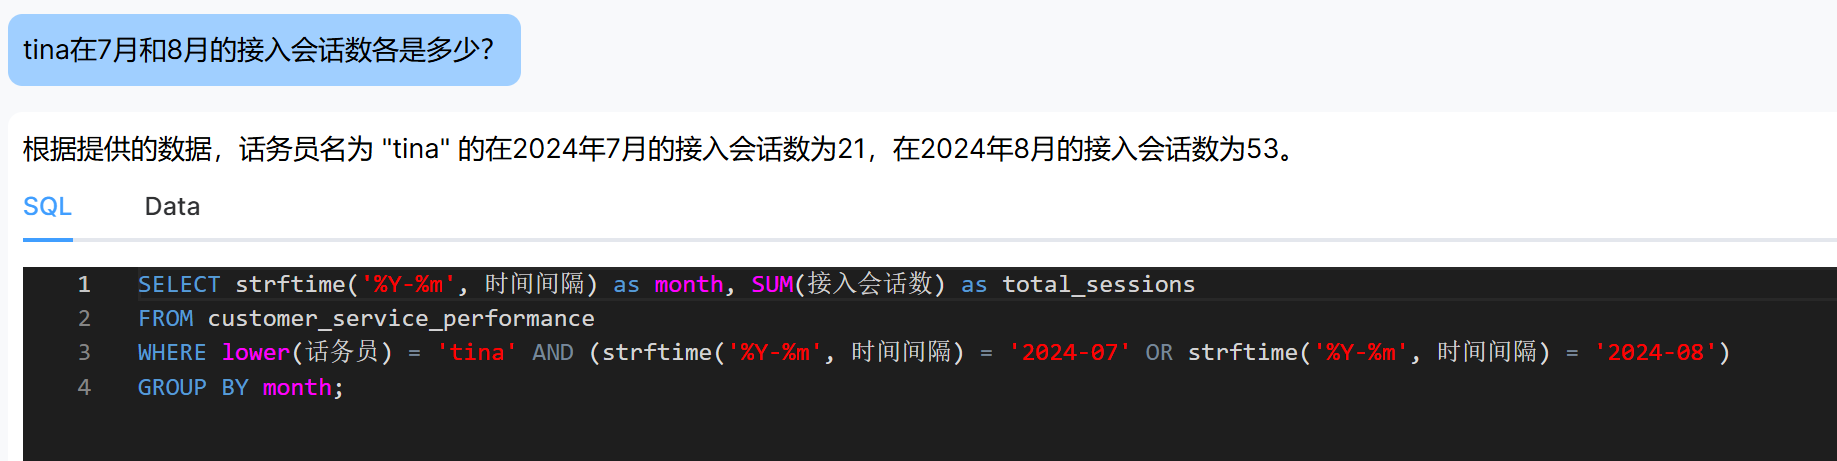 tina在7月和8月的接入会话数各是多少？
根据提供的数据，话务员名为 "tina" 的在2024年7月的接入会话数为21，在2024年8月的接入会话数为53。
SQL Data
1 SELECT strftime('%Y-%m', 时间间隔) as month, SUM(接入会话数) as total_sessions
2 FROM customer_service_performance
3 WHERE lower(话务员) = 'tina' AND (strftime('%Y-%m', 时间间隔) = '2024-07' OR strftime('%Y-%m', 时间间隔) = '2024-08')
4 GROUP BY month;